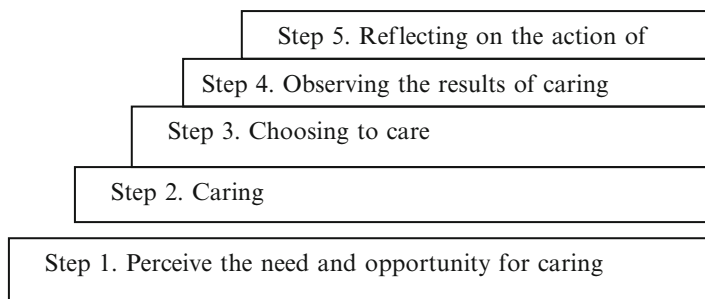 Step 5. Reflecting on the action of
Step 4. Observing the results of caring
Step 3. Choosing to care
Step 2. Caring
Step 1. Perceive the need and opportunity for caring